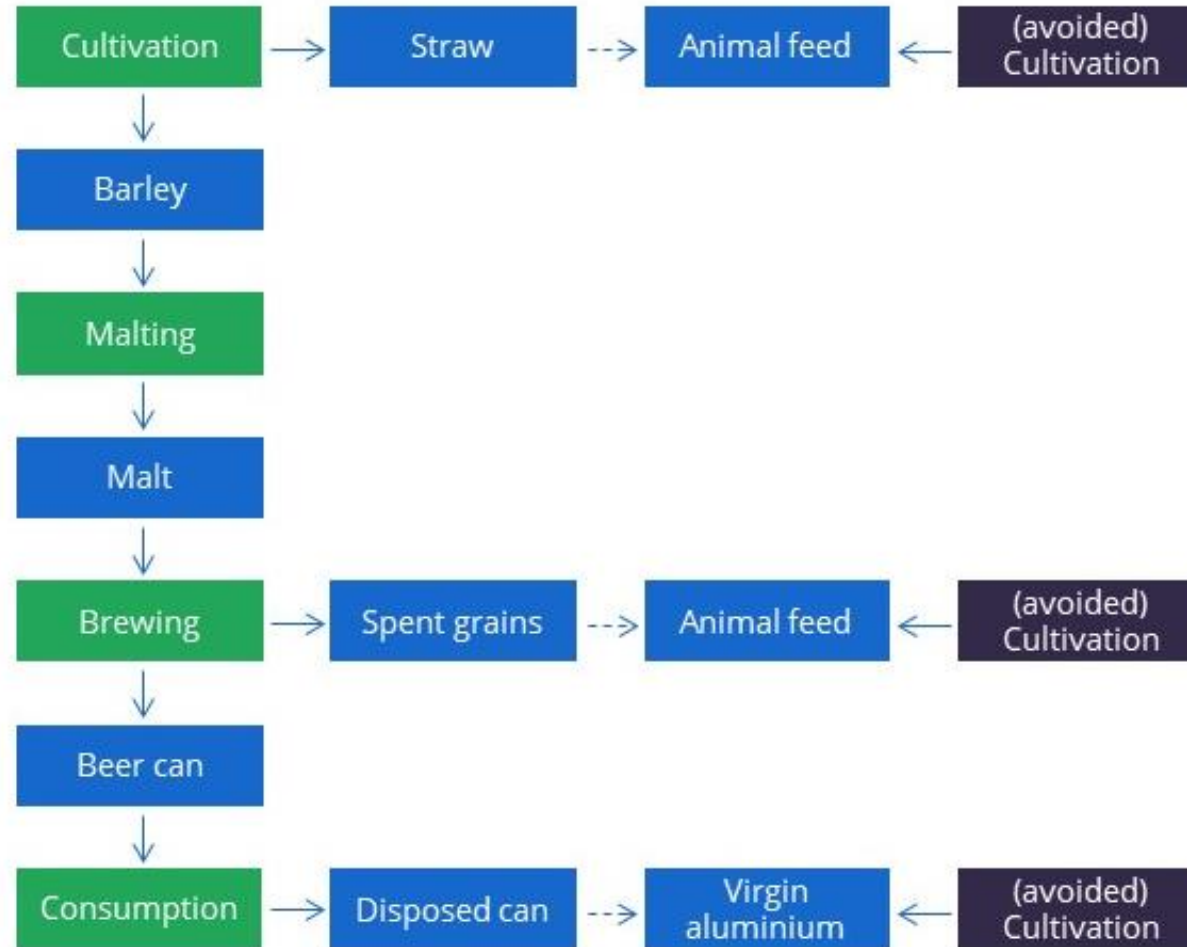 Cultivation
Straw
Animal feed
(avoided)
Cultivation
Barley
Malting
Malt
Brewing
Spent grains
Animal feed
(avoided)
Cultivation
Beer can
Consumption
Disposed can
Virgin
aluminium
(avoided)
Cultivation